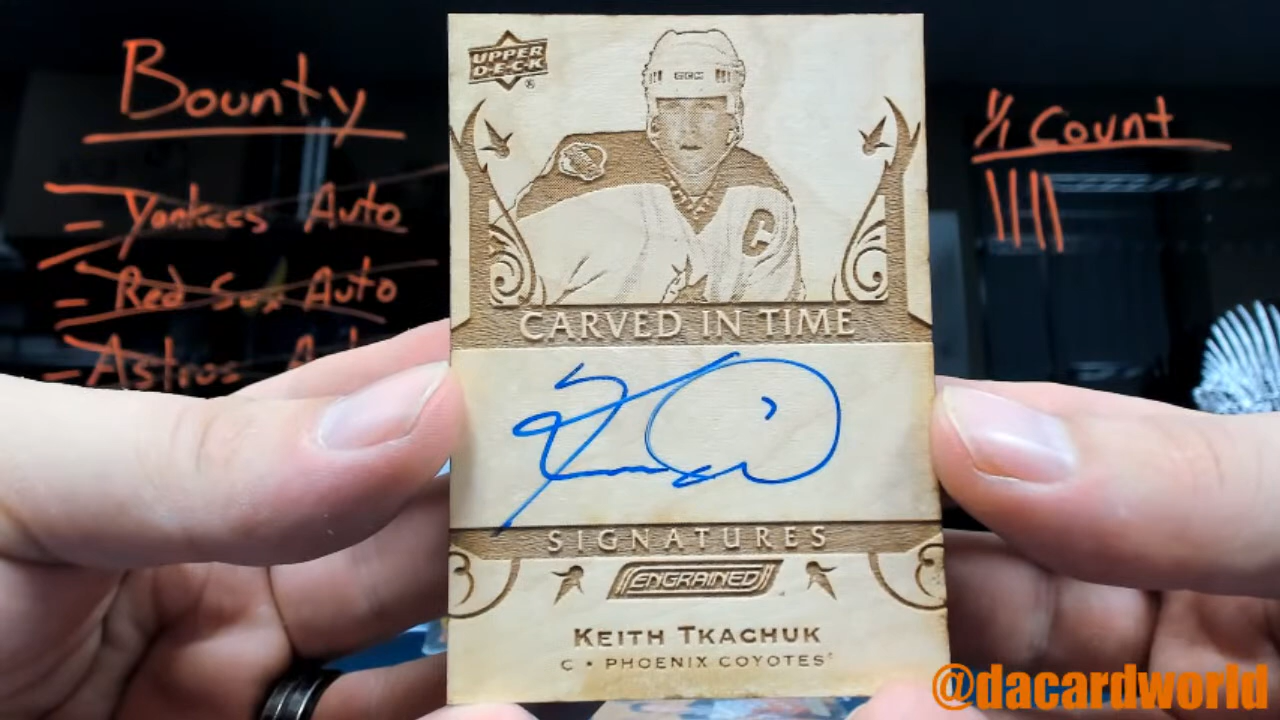 Bounty
- Yankees Auto
- Red Sox Auto
- Astros
1/1 Count
||||
UPPER
D·E·C·K
®
CCM
C
CARVED IN TIME
SIGNATURES
ENGRAINED
KEITH TKACHUK
C • PHOENIX COYOTES
@dacardworld